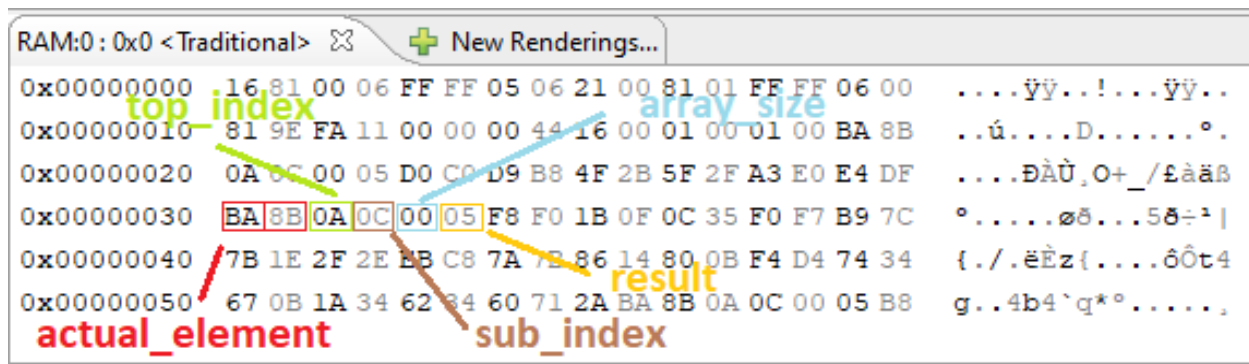 RAM:0 : 0x0 <Traditional> New Renderings...
0x00000000 16 81 00 06 FF FF 05 06 21 00 81 01 FF FF 06 00 ....ÿÿ..!...ÿÿ..
top_index array_size
0x00000010 81 9E FA 11 00 00 00 44 16 00 01 00 01 00 BA 8B ..ú....D......º.
0x00000020 0A 0C 00 05 D0 C0 D9 B8 4F 2B 5F 2F A3 E0 E4 DF ....ÐÀÙ¸O+_/£àäß
0x00000030 BA 8B 0A 0C 00 05 F8 F0 1B 0F 0C 35 F0 F7 B9 7C º.....øð...5ð÷¹|
0x00000040 7B 1E 2F 2E EB C8 7A 7B 86 14 80 0B F4 D4 74 34 {./.ëÈz{....ôÔt4
result
0x00000050 67 0B 1A 34 62 34 60 71 2A BA 8B 0A 0C 00 05 B8 g..4b4`q*º.....¸
actual_element sub_index